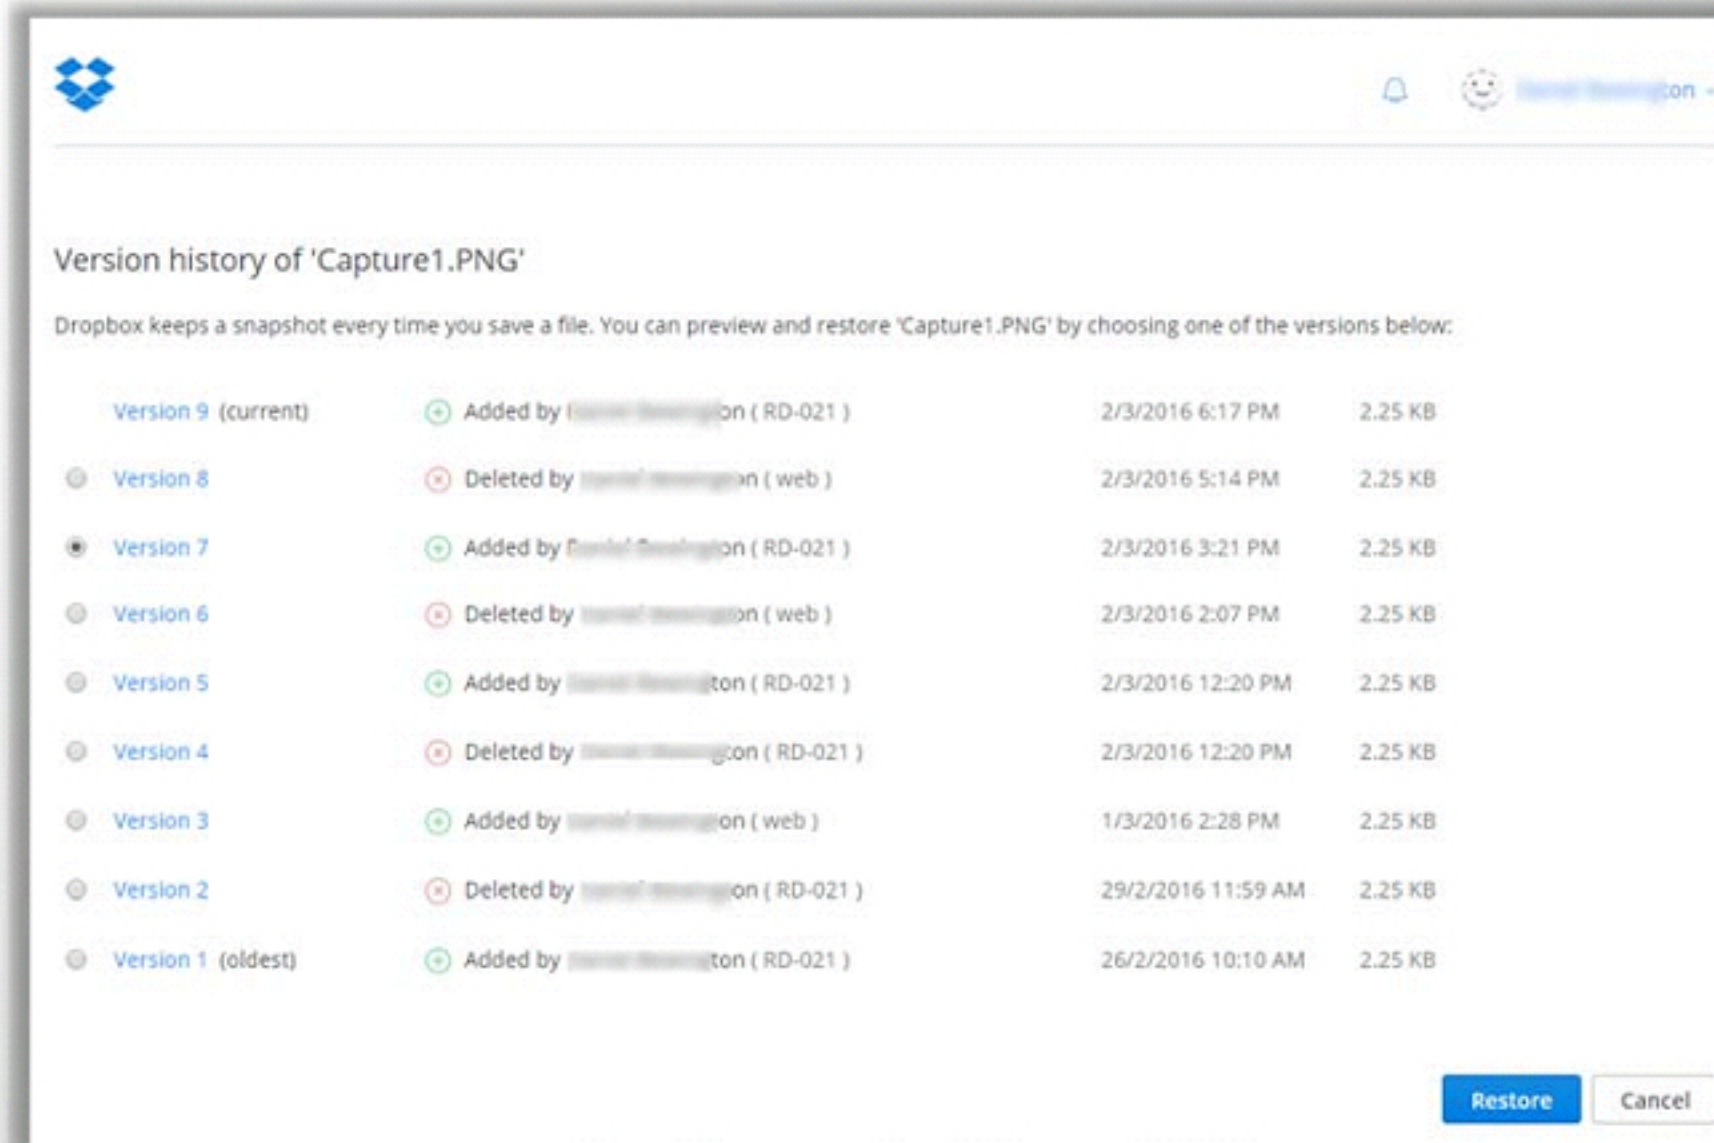 ton
Version history of 'Capture1.PNG'
Dropbox keeps a snapshot every time you save a file. You can preview and restore 'Capture1.PNG' by choosing one of the versions below:
Version 9 (current) Added by on ( RD-021 ) 2/3/2016 6:17 PM 2.25 KB
Version 8 Deleted by on ( web ) 2/3/2016 5:14 PM 2.25 KB
Version 7 Added by on ( RD-021 ) 2/3/2016 3:21 PM 2.25 KB
Version 6 Deleted by on ( web ) 2/3/2016 2:07 PM 2.25 KB
Version 5 Added by ton ( RD-021 ) 2/3/2016 12:20 PM 2.25 KB
Version 4 Deleted by gton ( RD-021 ) 2/3/2016 12:20 PM 2.25 KB
Version 3 Added by on ( web ) 1/3/2016 2:28 PM 2.25 KB
Version 2 Deleted by on ( RD-021 ) 29/2/2016 11:59 AM 2.25 KB
Version 1 (oldest) Added by ton ( RD-021 ) 26/2/2016 10:10 AM 2.25 KB
Restore Cancel